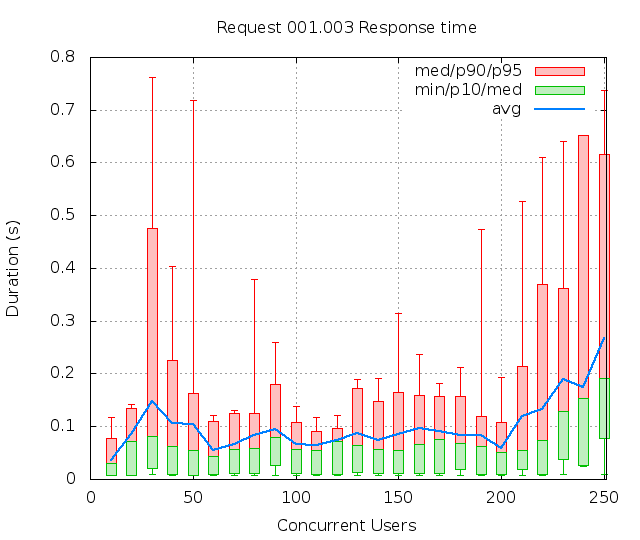 Request 001.003 Response time
med/p90/p95
min/p10/med
avg
Duration (s)
0.8
0.7
0.6
0.5
0.4
0.3
0.2
0.1
0
0 50 100 150 200 250
Concurrent Users